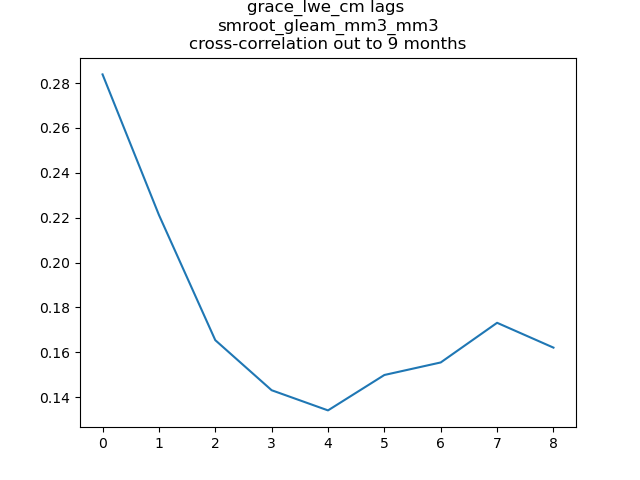 grace_lwe_cm lags
smroot_gleam_mm3_mm3
cross-correlation out to 9 months
0.28
0.26
0.24
0.22
0.20
0.18
0.16
0.14
0 1 2 3 4 5 6 7 8